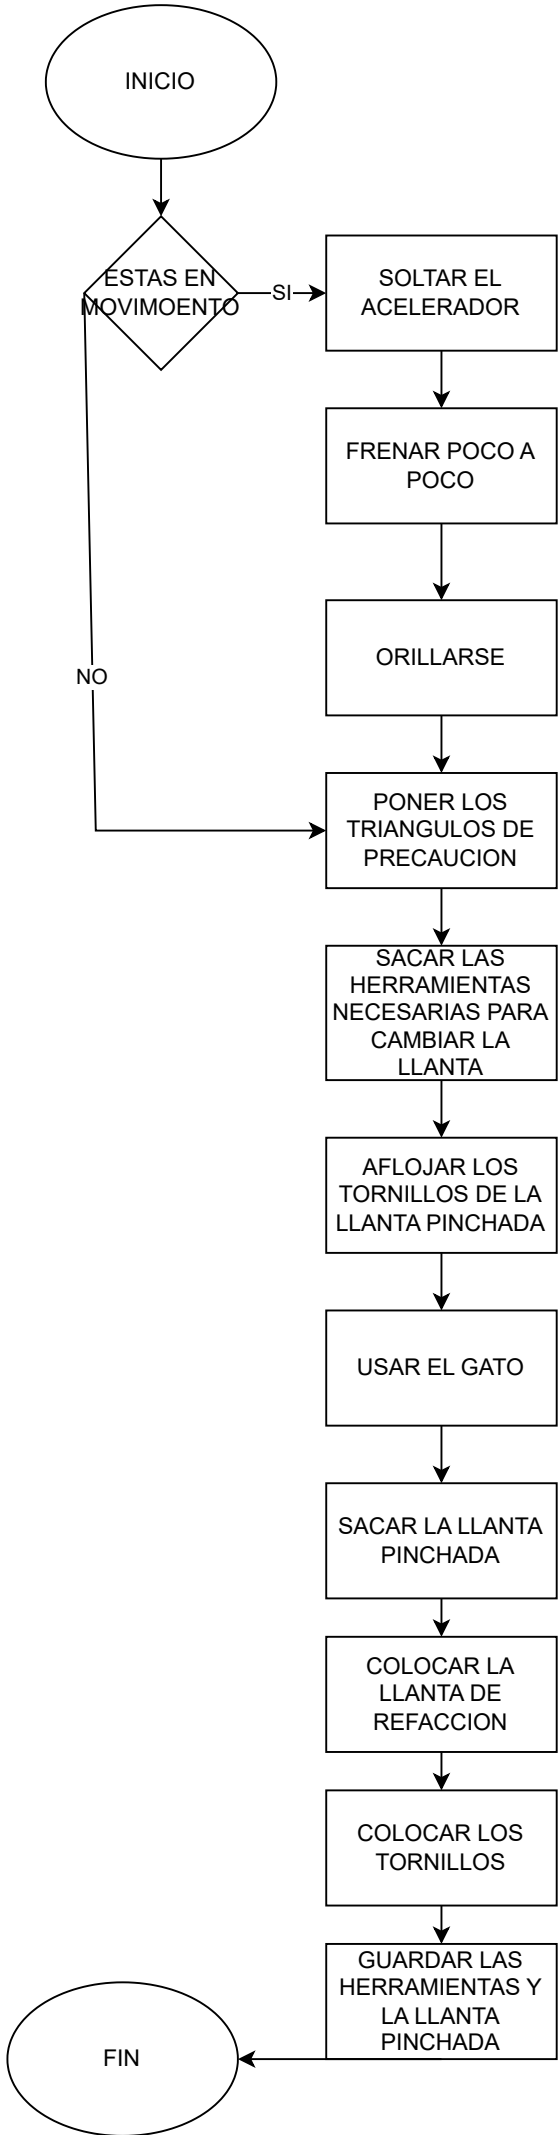 INICIO
ESTAS EN
MOVIMOENTO
SI
SOLTAR EL
ACELERADOR
FRENAR POCO A
POCO
ORILLARSE
NO
PONER LOS
TRIANGULOS DE
PRECAUCION
SACAR LAS
HERRAMIENTAS
NECESARIAS PARA
CAMBIAR LA
LLANTA
AFLOJAR LOS
TORNILLOS DE LA
LLANTA PINCHADA
USAR EL GATO
SACAR LA LLANTA
PINCHADA
COLOCAR LA
LLANTA DE
REFACCION
COLOCAR LOS
TORNILLOS
GUARDAR LAS
HERRAMIENTAS Y
LA LLANTA
PINCHADA
FIN